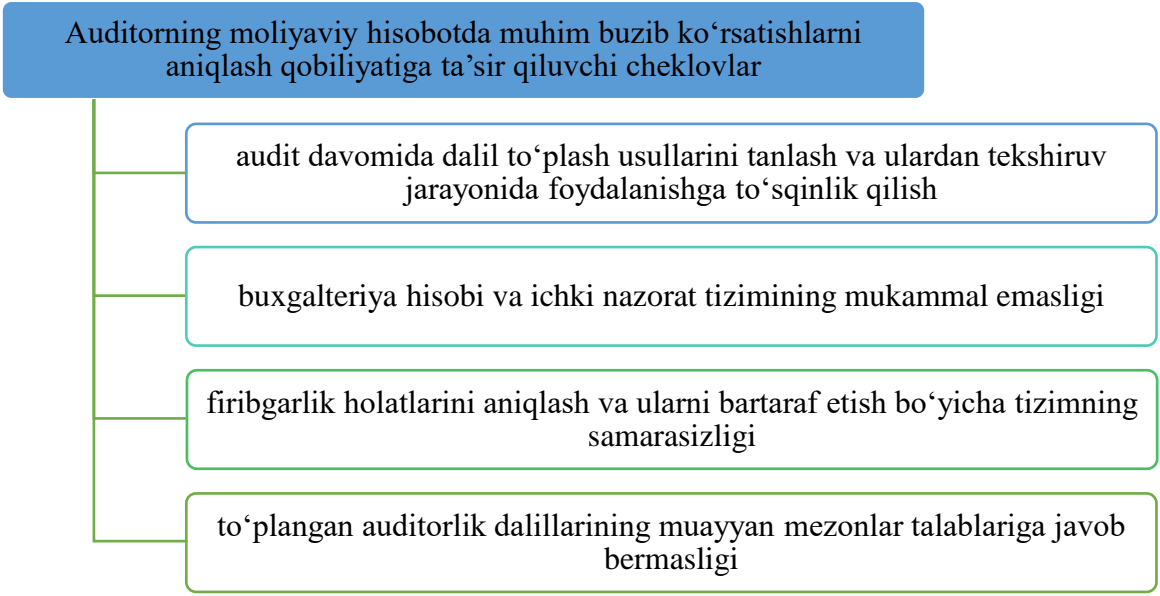 Auditorning moliyaviy hisobotda muhim buzib ko‘rsatishlarni
aniqlash qobiliyatiga ta’sir qiluvchi cheklovlar
audit davomida dalil to‘plash usullarini tanlash va ulardan tekshiruv
jarayonida foydalanishga to‘sqinlik qilish
buxgalteriya hisobi va ichki nazorat tizimining mukammal emasligi
firibgarlik holatlarini aniqlash va ularni bartaraf etish bo‘yicha tizimning
samarasizligi
to‘plangan auditorlik dalillarining muayyan mezonlar talablariga javob
bermasligi